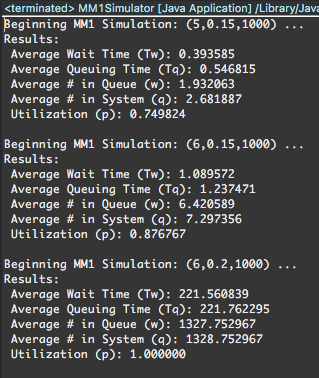 <terminated> MM1Simulator [Java Application] /Library/Java
Beginning MM1 Simulation: (5,0.15,1000) ...
Results:
Average Wait Time (Tw): 0.393585
Average Queuing Time (Tq): 0.546815
Average # in Queue (w): 1.932063
Average # in System (q): 2.681887
Utilization (p): 0.749824
Beginning MM1 Simulation: (6,0.15,1000) ...
Results:
Average Wait Time (Tw): 1.089572
Average Queuing Time (Tq): 1.237471
Average # in Queue (w): 6.420589
Average # in System (q): 7.297356
Utilization (p): 0.876767
Beginning MM1 Simulation: (6,0.2,1000) ...
Results:
Average Wait Time (Tw): 221.560839
Average Queuing Time (Tq): 221.762295
Average # in Queue (w): 1327.752967
Average # in System (q): 1328.752967
Utilization (p): 1.000000